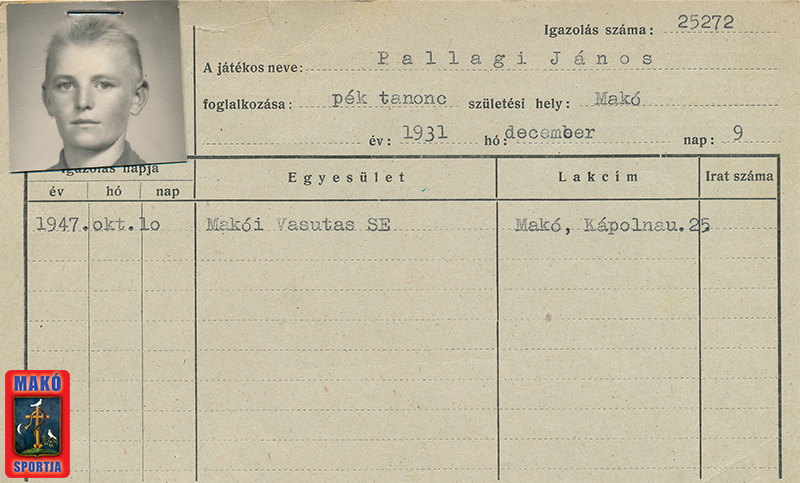 Igazolás száma: 25272
A játékos neve: Pallagi János
foglalkozása: pék tanonc születési hely: Makó
év: 1931 hó: december nap: 9
Igazolás napja
év hó nap Egyesület Lakcím Irat száma
1947. okt. 10 Makói Vasutas SE Makó, Kápolnau. 25
MAKÓ
SPORTJA